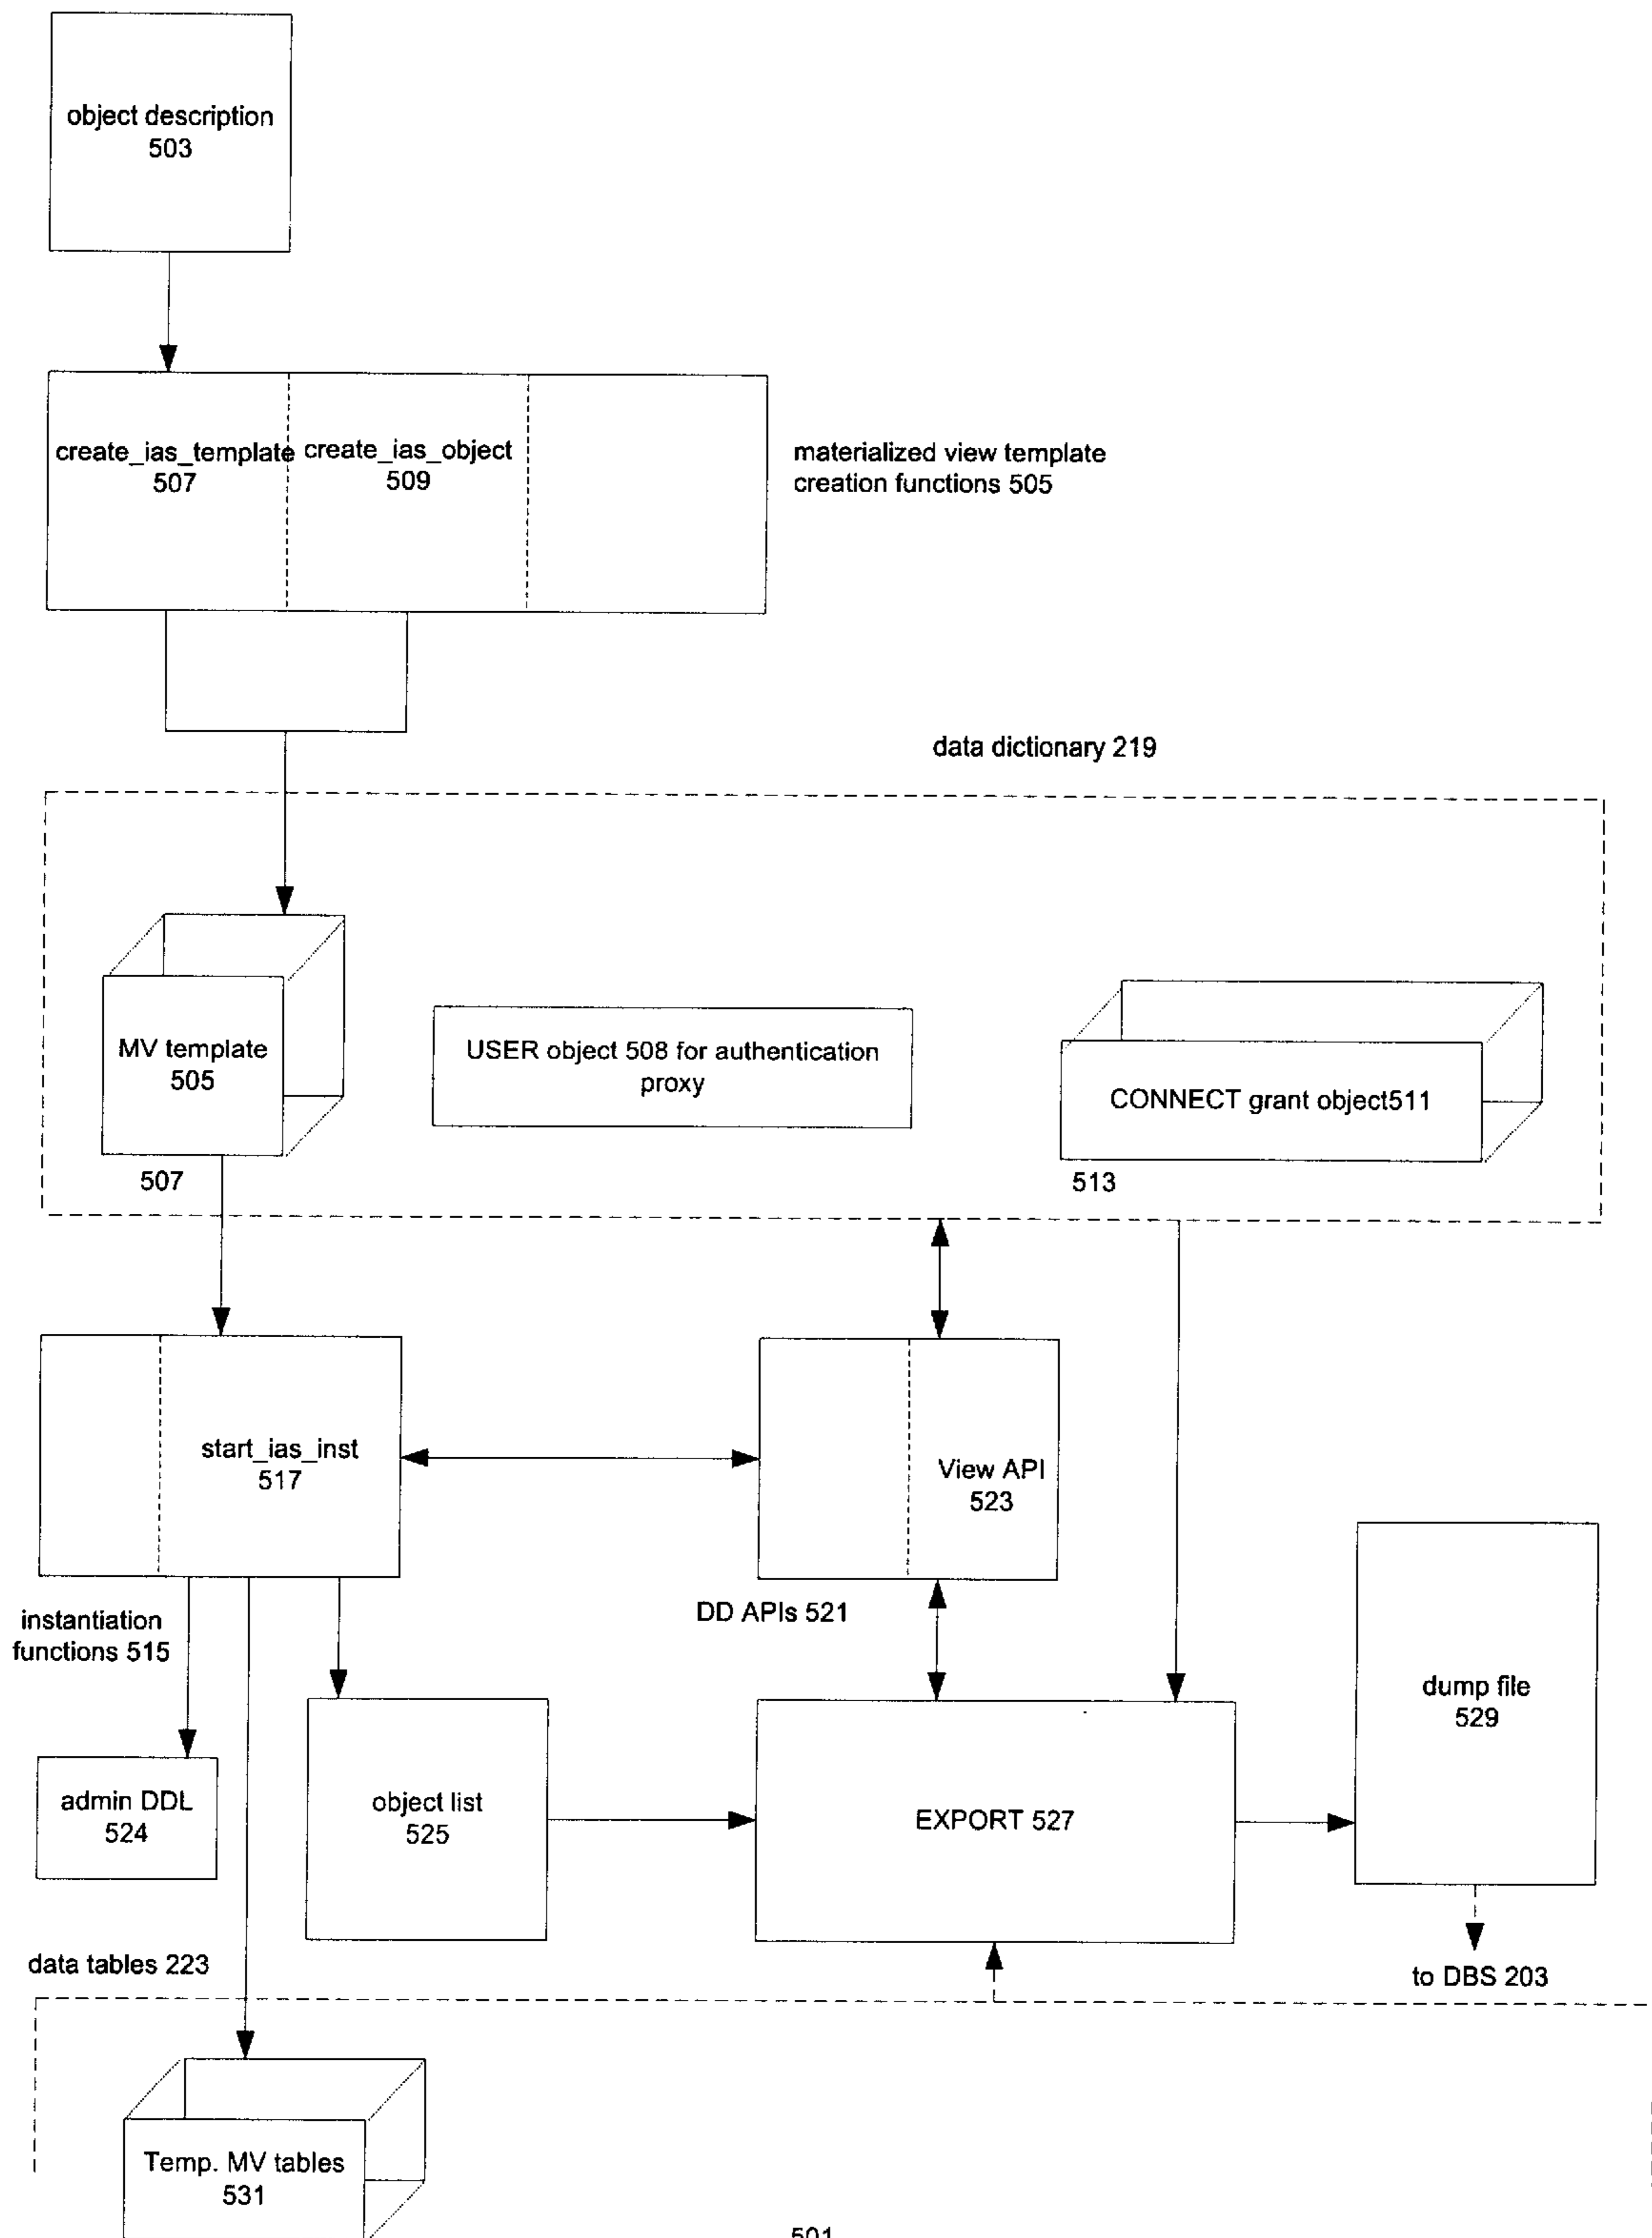 object description
503
create_ias_template
507
create_ias_object
509
materialized view template
creation functions 505
data dictionary 219
MV template
505
507
USER object 508 for authentication
proxy
CONNECT grant object511
513
start_ias_inst
517
View API
523
instantiation
functions 515
DD APIs 521
dump file
529
admin DDL
524
object list
525
EXPORT 527
data tables 223
to DBS 203
Temp. MV tables
531
501